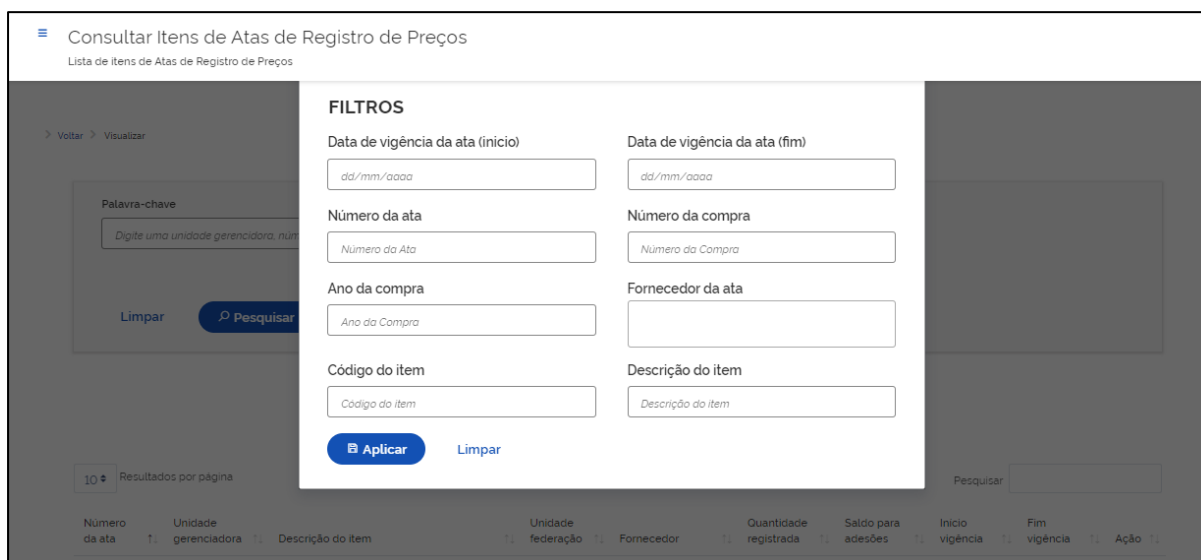 Consultar Itens de Atas de Registro de Preços
Lista de itens de Atas de Registro de Preços
Voltar > Visualizar
FILTROS
Data de vigência da ata (inicio) Data de vigência da ata (fim)
dd/mm/aaaa dd/mm/aaaa
Palavra-chave
Digite uma unidade gerencidora, núm
Número da ata Número da compra
Número da Ata Número da Compra
Ano da compra Fornecedor da ata
Ano da Compra
Limpar Pesquisar
Código do item Descrição do item
Código do item Descrição do item
Aplicar Limpar
10 Resultados por página Pesquisar
Número da ata Unidade gerenciadora Descrição do item Unidade federação Fornecedor Quantidade registrada Saldo para adesões Inicio vigência Fim vigência Ação